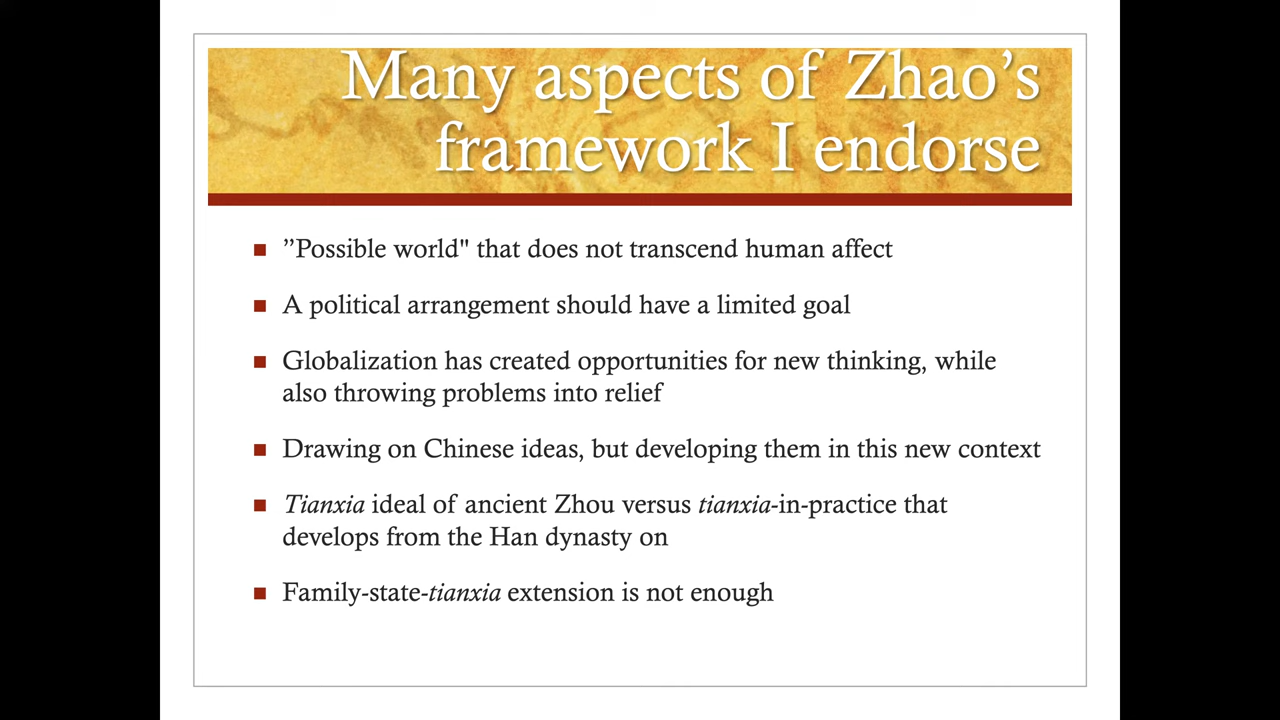 Many aspects of Zhao’s
framework I endorse
”Possible world" that does not transcend human affect
A political arrangement should have a limited goal
Globalization has created opportunities for new thinking, while
also throwing problems into relief
Drawing on Chinese ideas, but developing them in this new context
Tianxia ideal of ancient Zhou versus tianxia-in-practice that
develops from the Han dynasty on
Family-state-tianxia extension is not enough